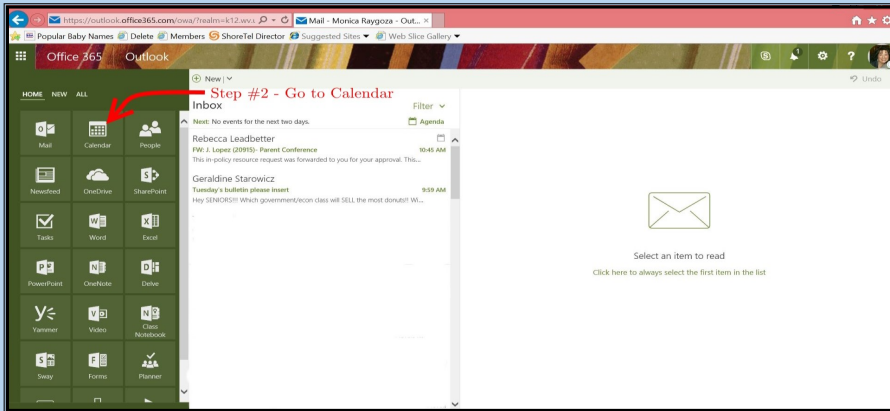 https://outlook.office365.com/owa/?realm=k12.wv.u
Mail - Monica Raygoza - Out...
Popular Baby Names
Delete
Members
ShoreTel Director
Suggested Sites
Web Slice Gallery
Office 365
Outlook
1
?
New
Undo
HOME NEW ALL
Step #2 - Go to Calendar
Inbox
Filter
Next: No events for the next two days.
Agenda
Mail
Calendar
People
Newsfeed
OneDrive
SharePoint
Tasks
Word
Excel
PowerPoint
OneNote
Delve
Yammer
Video
Class
Notebook
Sway
Forms
Planner
Rebecca Leadbetter
FW: J. Lopez (20915)- Parent Conference 10:45 AM
This in-policy resource request was forwarded to you for your approval. This...
Geraldine Starowicz
Tuesday's bulletin please insert 9:59 AM
Hey SENIORS!!! Which government/econ class will SELL the most donuts!! Wi...
Select an item to read
Click here to always select the first item in the list